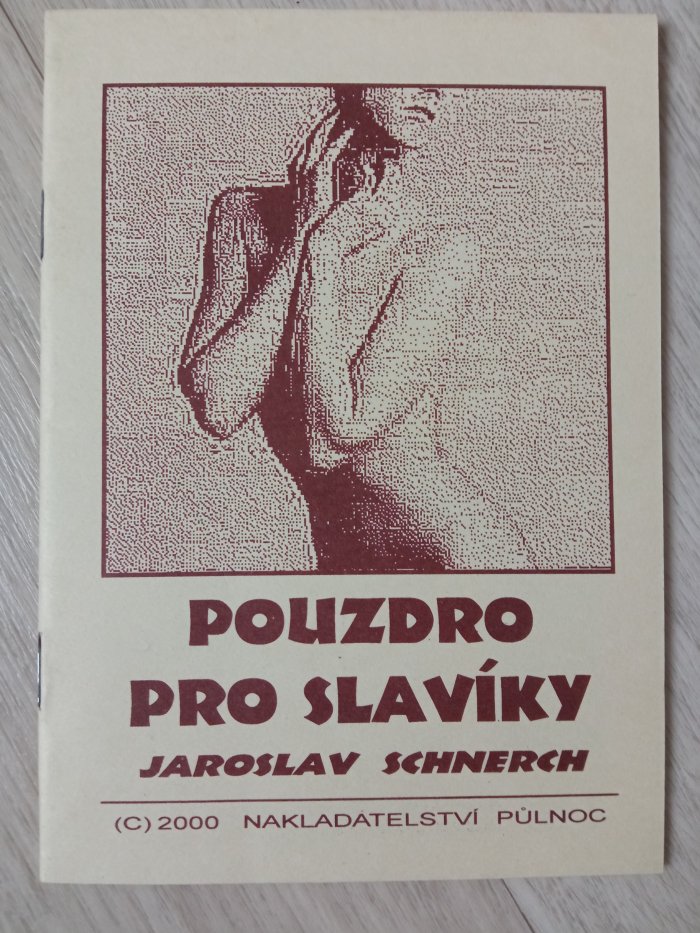 POUZDRO
PRO SLAVÍKY
JAROSLAV SCHNERCH
(C) 2000 NAKLADATELSTVÍ PŮLNOC